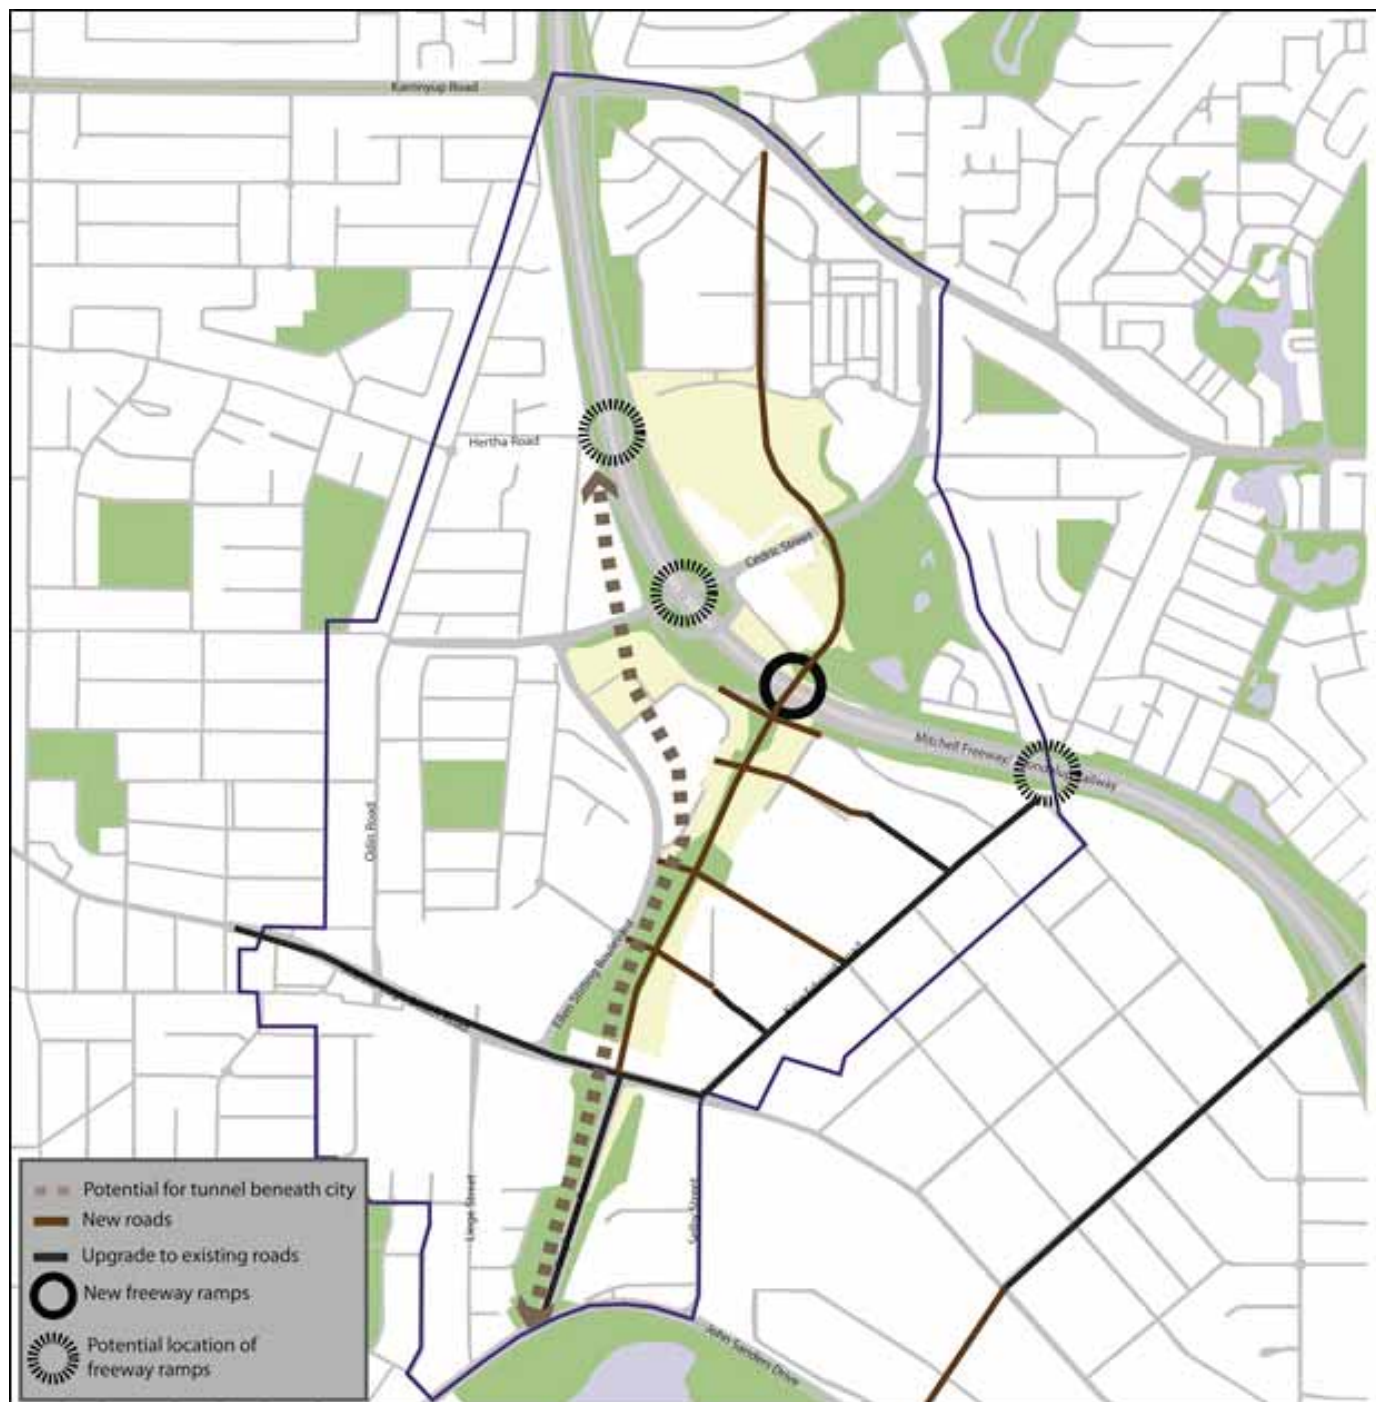 Karrinyup Road
Hertha Road
Cedric Street
Mitchell Freeway/
Railway
Odin Road
Ellen Stirling Boulevard
Liege Street
Selby Street
John Sanders Drive
Potential for tunnel beneath city
New roads
Upgrade to existing roads
New freeway ramps
Potential location of
freeway ramps